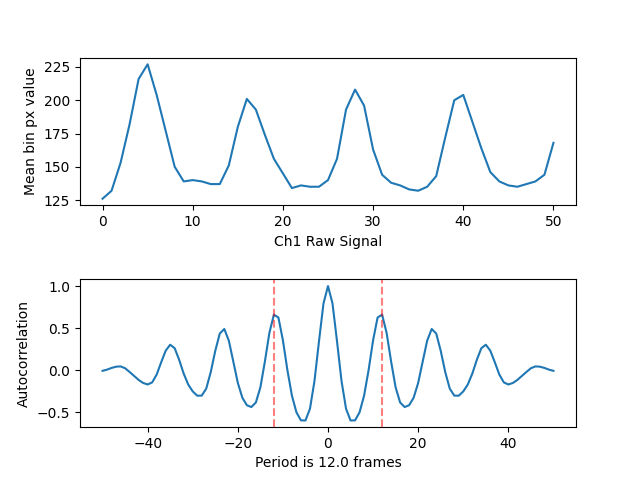 Mean bin px value
225
200
175
150
125
0 10 20 30 40 50
Ch1 Raw Signal
Autocorrelation
1.0
0.5
0.0
−0.5
−40 −20 0 20 40
Period is 12.0 frames